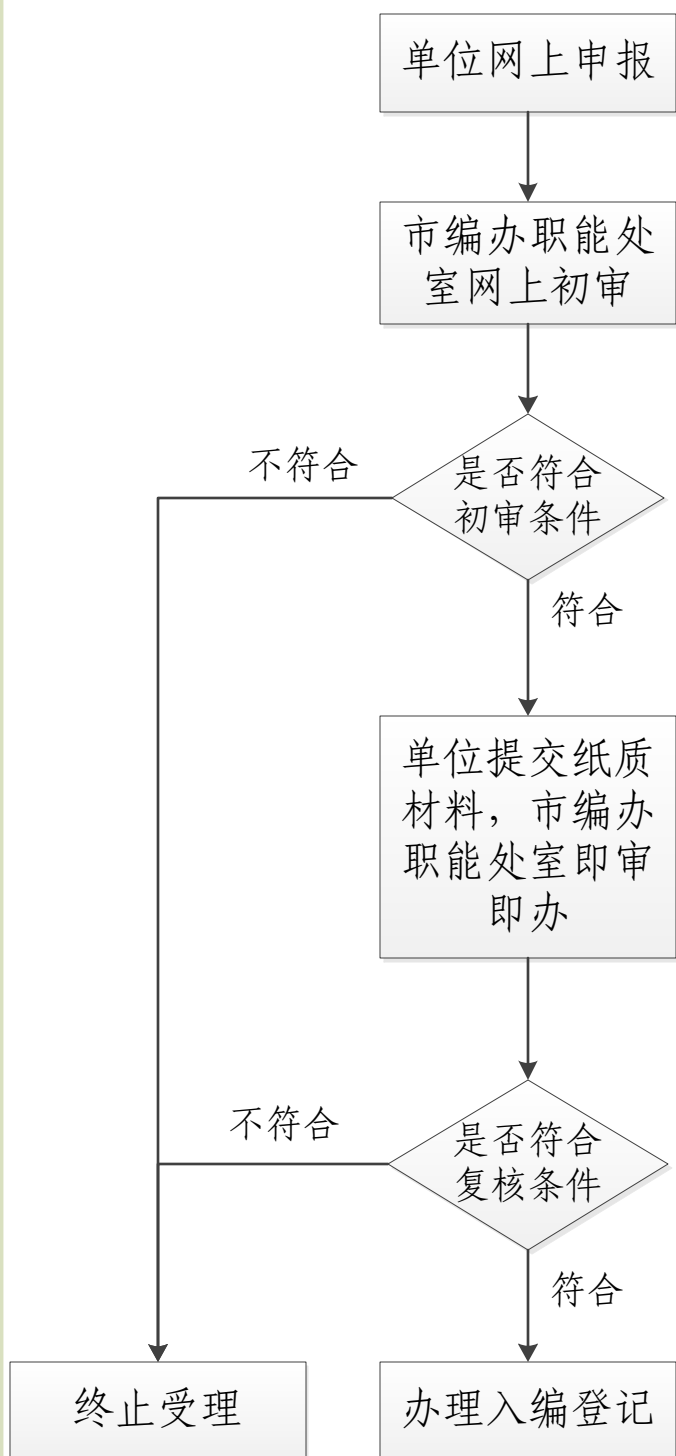 单位网上申报
市编办职能处
室网上初审
不符合
是否符合
初审条件
符合
单位提交纸质
材料，市编办
职能处室即审
即办
不符合
是否符合
复核条件
符合
终止受理
办理入编登记